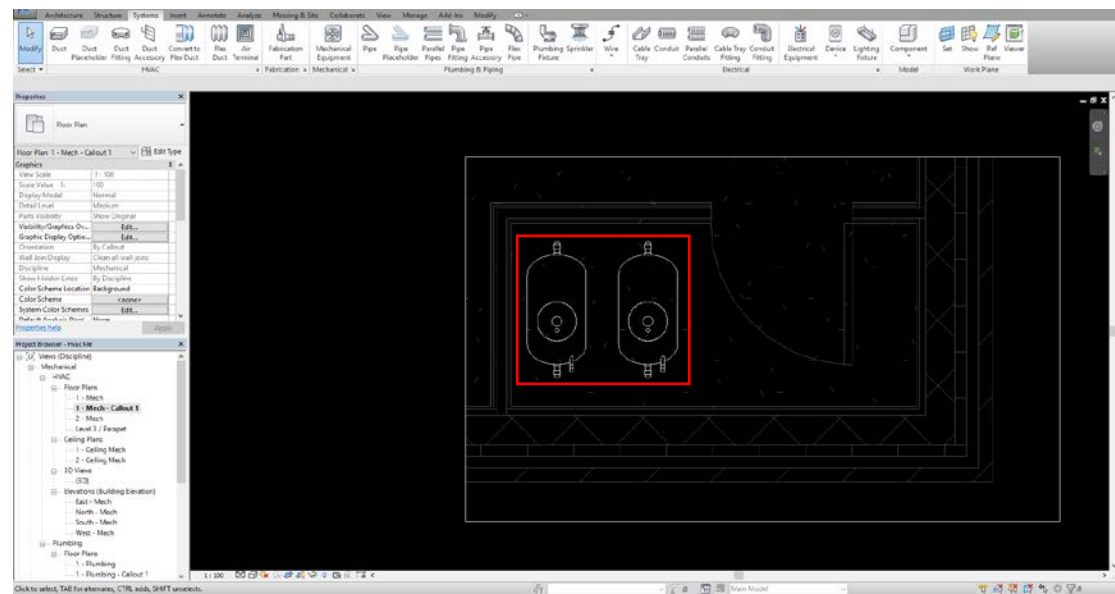 Architecture Structure Systems Insert Annotate Analyze Massing & Site Collaborate View Manage Add-Ins Modify
Modify Duct Duct Placeholder Duct Fitting Duct Accessory Convert to Flex Duct Flex Duct Air Terminal Fabrication Part Mechanical Equipment Pipe Pipe Placeholder Parallel Pipes Pipe Fitting Pipe Accessory Flex Pipe Plumbing Fixture Sprinkler Wire Cable Tray Conduit Parallel Conduits Cable Tray Fitting Conduit Fitting Electrical Equipment Device Lighting Fixture Component Set Show Ref Plane Viewer
Select HVAC Fabrication Mechanical Plumbing & Piping Electrical Model Work Plane
Properties
Floor Plan
Floor Plan: 1 - Mech - Callout 1 Edit Type
Graphics
View Scale 1 : 100
Scale Value 1: 100
Display Model Normal
Detail Level Medium
Parts Visibility Show Original
Visibility/Graphics Ov... Edit...
Graphic Display Optio... Edit...
Orientation By Callout
Wall Join Display Clean all wall joins
Discipline Mechanical
Show Hidden Lines By Discipline
Color Scheme Location Background
Color Scheme <none>
System Color Schemes Edit...
Properties help Apply
Project Browser - Hvac Me
Views (Discipline)
Mechanical
HVAC
Floor Plans
1 - Mech
1 - Mech - Callout 1
2 - Mech
Level 3 / Parapet
Ceiling Plans
1 - Ceiling Mech
2 - Ceiling Mech
3D Views
{3D}
Elevations (Building Elevation)
East - Mech
North - Mech
South - Mech
West - Mech
Plumbing
Floor Plans
1 - Plumbing
1 - Plumbing - Callout 1
1 : 100
Click to select, TAB for alternates, CTRL adds, SHIFT unselects. Main Model